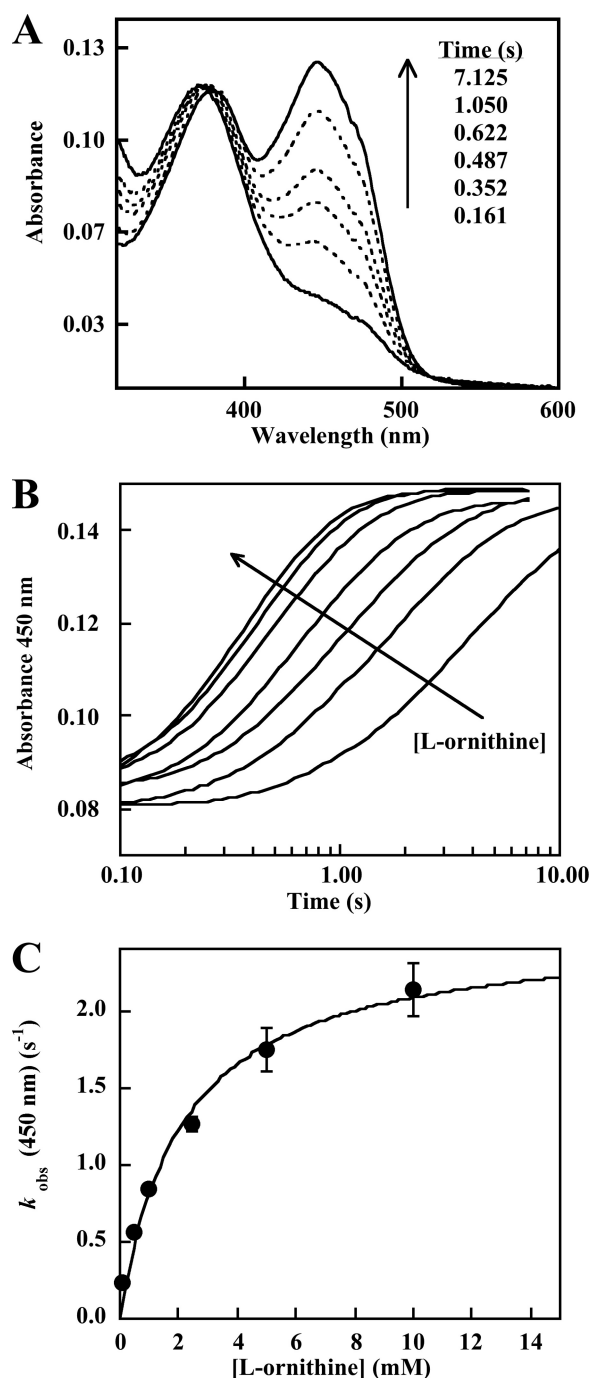 A
Absorbance
0.13
0.10
0.07
0.03
Time (s)
7.125
1.050
0.622
0.487
0.352
0.161
400
500
600
Wavelength (nm)
B
Absorbance 450 nm
0.14
0.12
0.10
0.08
[L-ornithine]
0.10
1.00
10.00
Time (s)
C
k obs (450 nm) (s-1)
2.0
1.5
1.0
0.5
0.0
0 2 4 6 8 10 12 14
[L-ornithine] (mM)